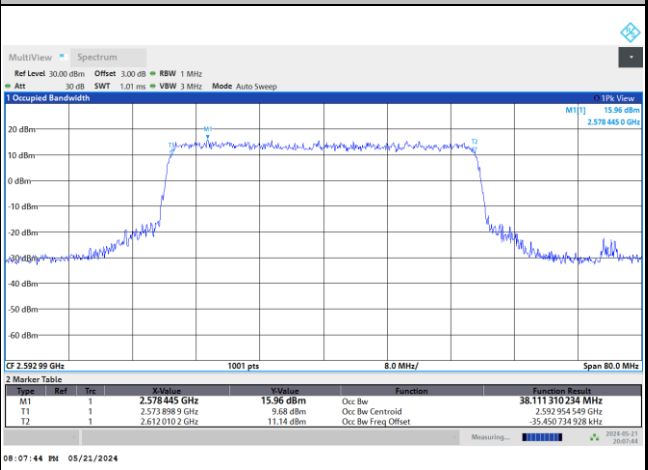 MultiView Spectrum
Ref Level 30.00 dBm Offset 3.00 dB RBW 1 MHz
Att 30 dB SWT 1.01 ms VBW 3 MHz Mode Auto Sweep
1 Occupied Bandwidth 1Pk View
M1[1] 15.96 dBm
2.578 445 0 GHz
M1
20 dBm
T1 T2
10 dBm
0 dBm
-10 dBm
-20 dBm
-30 dBm
-40 dBm
-50 dBm
-60 dBm
CF 2.592 99 GHz 1001 pts 8.0 MHz/ Span 80.0 MHz
2 Marker Table
Type Ref Trc X-Value Y-Value Function Function Result
M1 1 2.578 445 GHz 15.96 dBm Occ Bw 38.111 310 234 MHz
T1 1 2.573 898 9 GHz 9.68 dBm Occ Bw Centroid 2.592 954 549 GHz
T2 1 2.612 010 2 GHz 11.14 dBm Occ Bw Freq Offset -35.450 734 928 kHz
Measuring... 2024-05-27
20:07:44
08:07:44 PM 05/21/2024